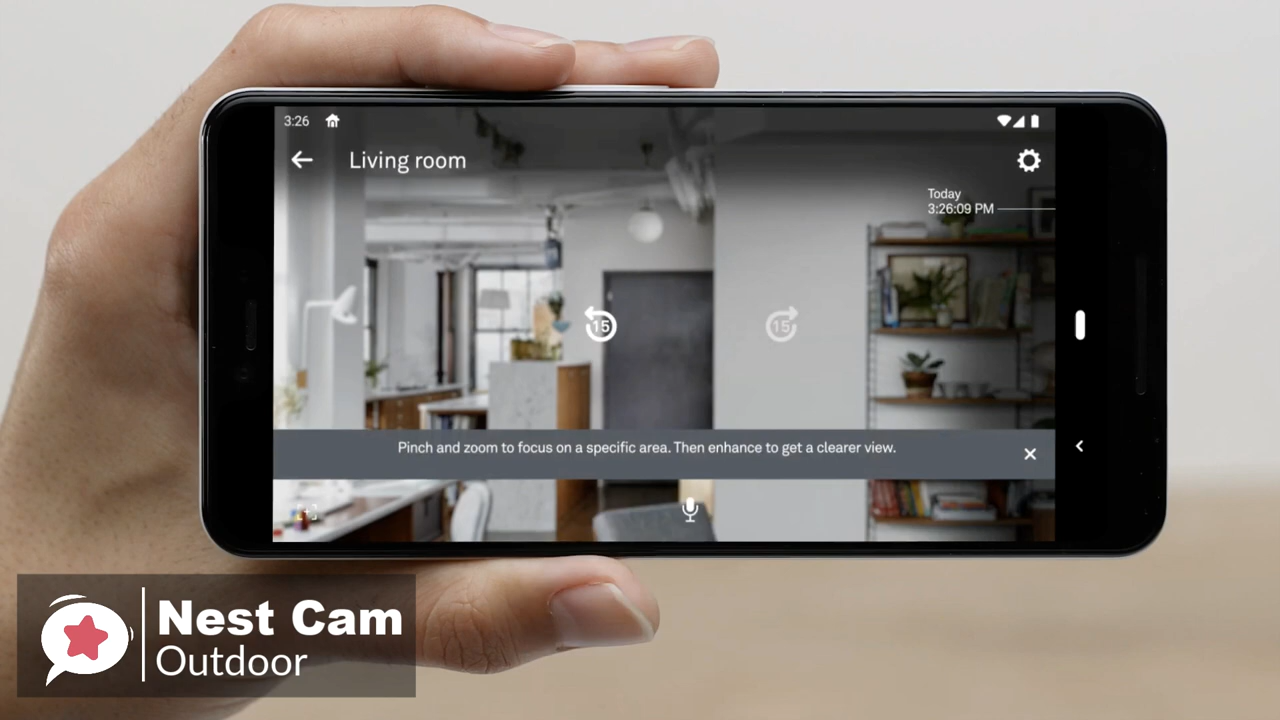 3:26
Living room
Today
3:26:09 PM
15
15
Pinch and zoom to focus on a specific area. Then enhance to get a clearer view.
Nest Cam
Outdoor